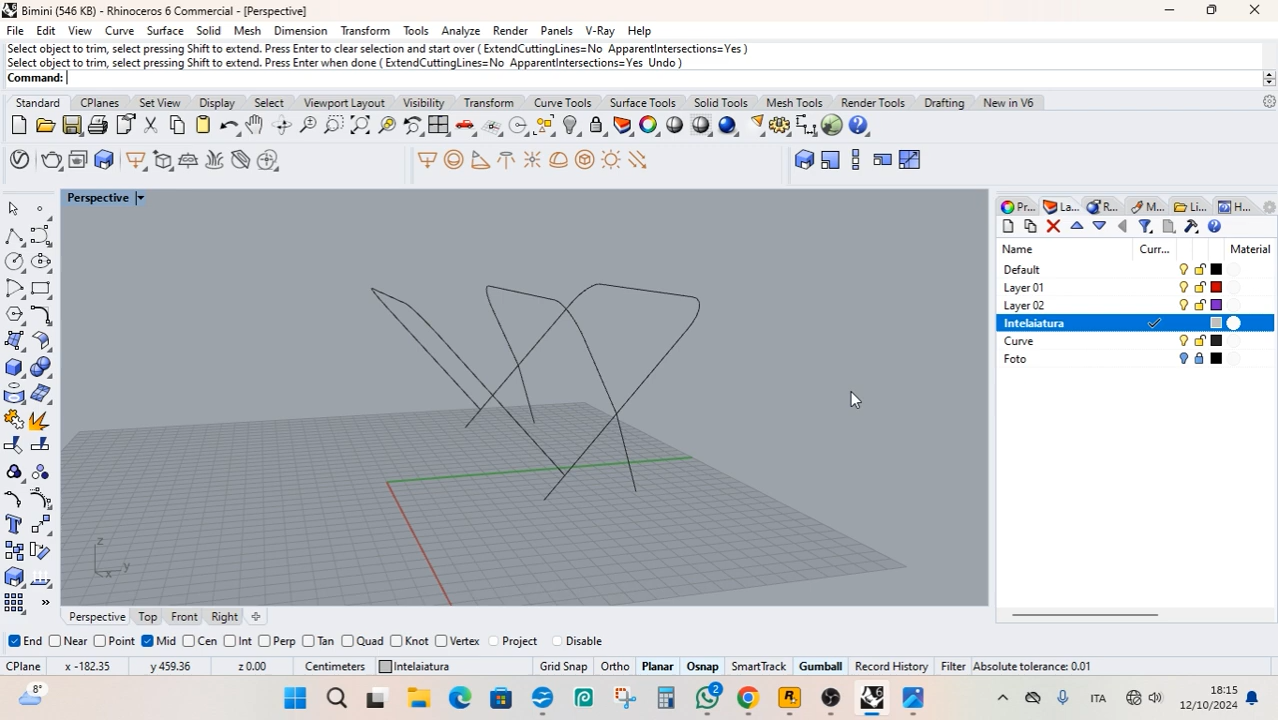 Bimini (546 KB) - Rhinoceros 6 Commercial - [Perspective]
File Edit View Curve Surface Solid Mesh Dimension Transform Tools Analyze Render Panels V-Ray Help
Select object to trim, select pressing Shift to extend. Press Enter to clear selection and start over ( ExtendCuttingLines=No ApparentIntersections=Yes )
Select object to trim, select pressing Shift to extend. Press Enter when done ( ExtendCuttingLines=No ApparentIntersections=Yes Undo )
Command:
Standard CPlanes Set View Display Select Viewport Layout Visibility Transform Curve Tools Surface Tools Solid Tools Mesh Tools Render Tools Drafting New in V6
Perspective
Pr... La... R... M... Li... H...
Name Curr... Material
Default
Layer 01
Layer 02
Intelaiatura
Curve
Foto
z
y
x
Perspective Top Front Right
End Near Point Mid Cen Int Perp Tan Quad Knot Vertex Project Disable
CPlane x -182.35 y 459.36 z 0.00 Centimeters Intelaiatura Grid Snap Ortho Planar Osnap SmartTrack Gumball Record History Filter Absolute tolerance: 0.01
8°
2
ITA
18:15
12/10/2024